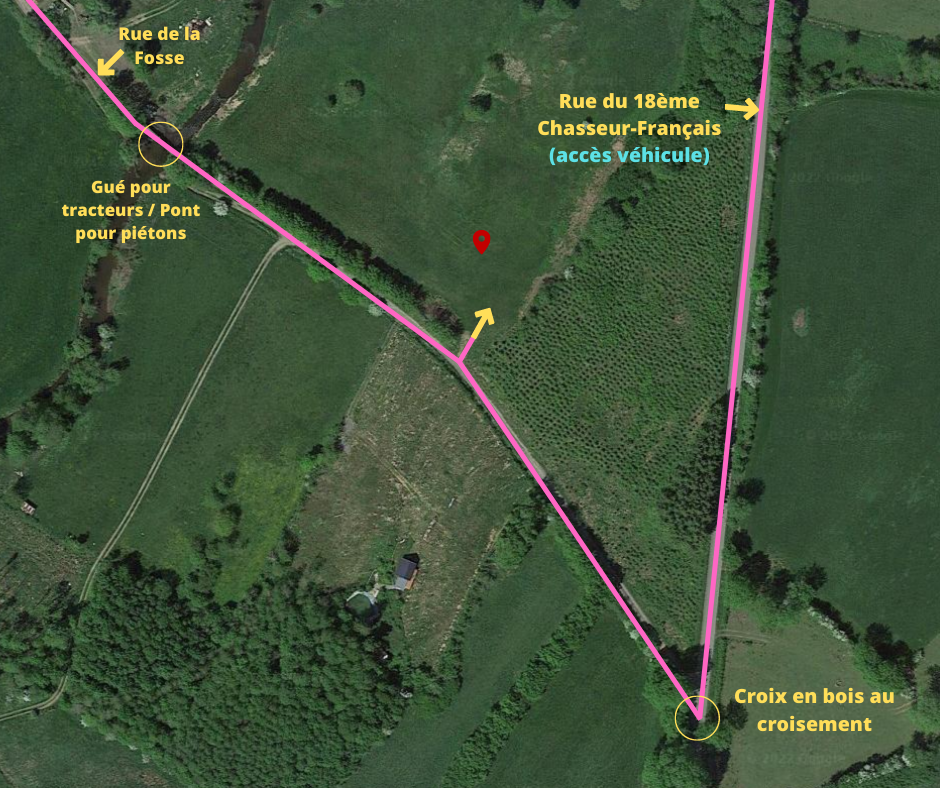 Rue de la
Fosse
Rue du 18ème
Chasseur-Français
(accès véhicule)
Gué pour
tracteurs / Pont
pour piétons
Croix en bois au
croisement